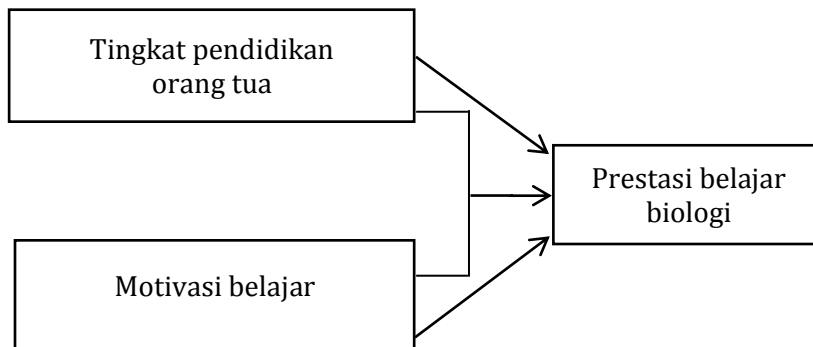 Tingkat pendidikan
orang tua
Prestasi belajar
biologi
Motivasi belajar